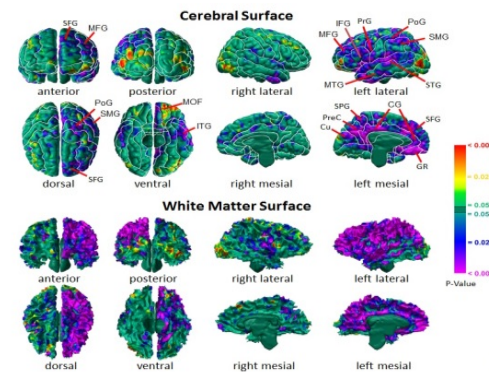 Cerebral Surface
SFG
MFG
IFG
PrG
PoG
MFG
SMG
MTG
STG
anterior
posterior
right lateral
left lateral
PoG
SMG
SFG
MOF
ITG
SPG
CG
PreC
Cu
SFG
GR
dorsal
ventral
right mesial
left mesial
White Matter Surface
anterior
posterior
right lateral
left lateral
dorsal
ventral
right mesial
left mesial
< 0.00
< 0.02
< 0.05
< 0.05
< 0.02
< 0.00
P-Value